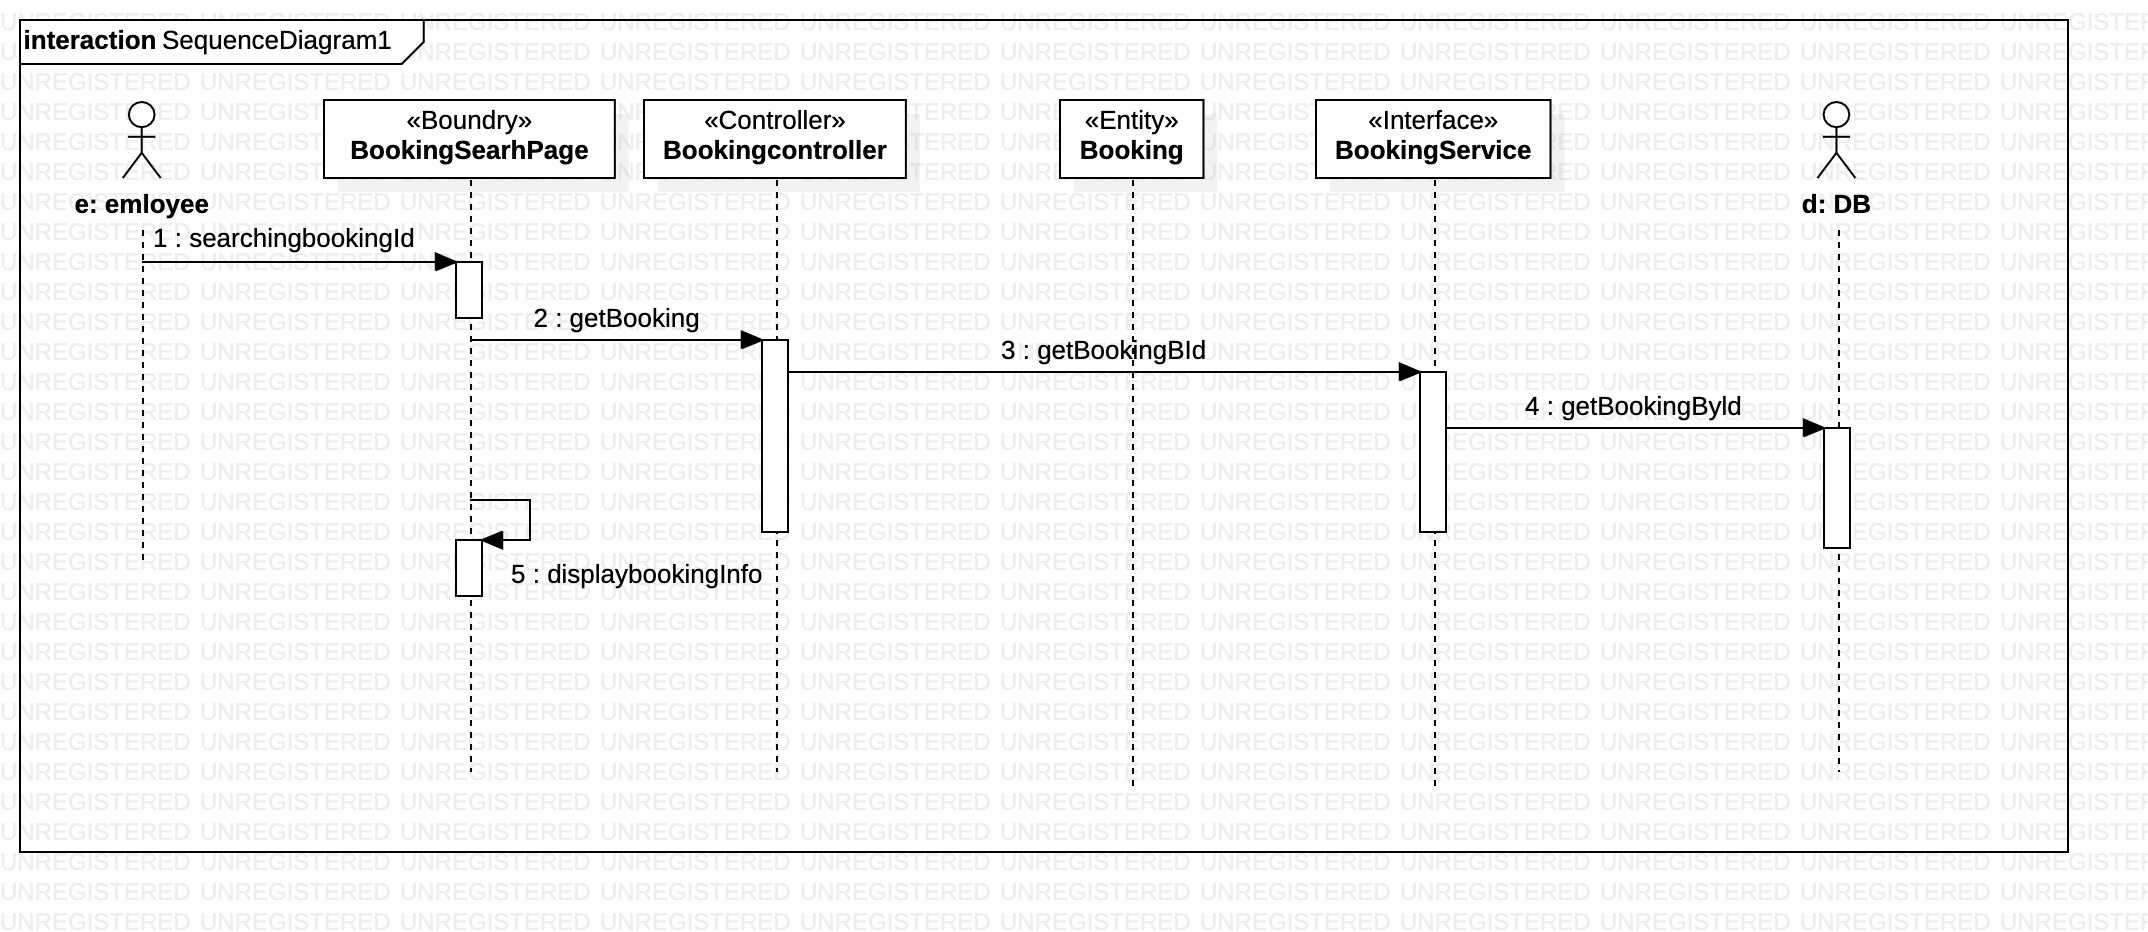 interaction SequenceDiagram1
«Boundry»
BookingSearhPage
«Controller»
Bookingcontroller
«Entity»
Booking
«Interface»
BookingService
e: emloyee
d: DB
1 : searchingbookingId
2 : getBooking
3 : getBookingBId
4 : getBookingById
5 : displaybookingInfo
UNREGISTERED